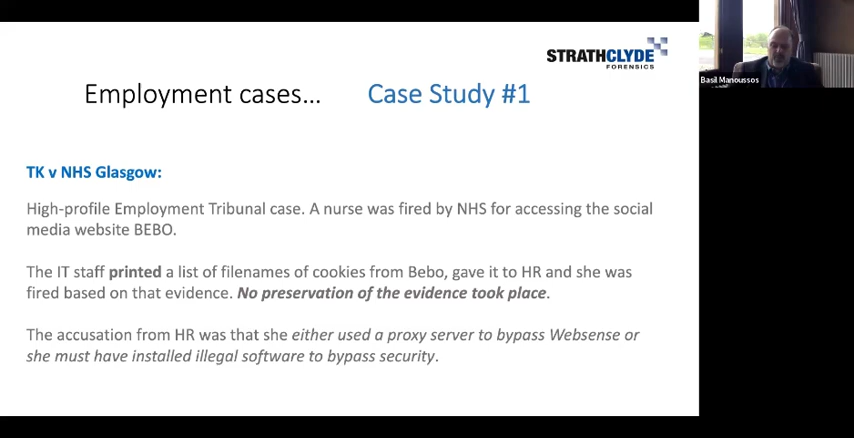 STRATHCLYDE
FORENSICS
Basil Manoussos
Employment cases... Case Study #1
TK v NHS Glasgow:
High-profile Employment Tribunal case. A nurse was fired by NHS for accessing the social
media website BEBO.
The IT staff printed a list of filenames of cookies from Bebo, gave it to HR and she was
fired based on that evidence. No preservation of the evidence took place.
The accusation from HR was that she either used a proxy server to bypass Websense or
she must have installed illegal software to bypass security.